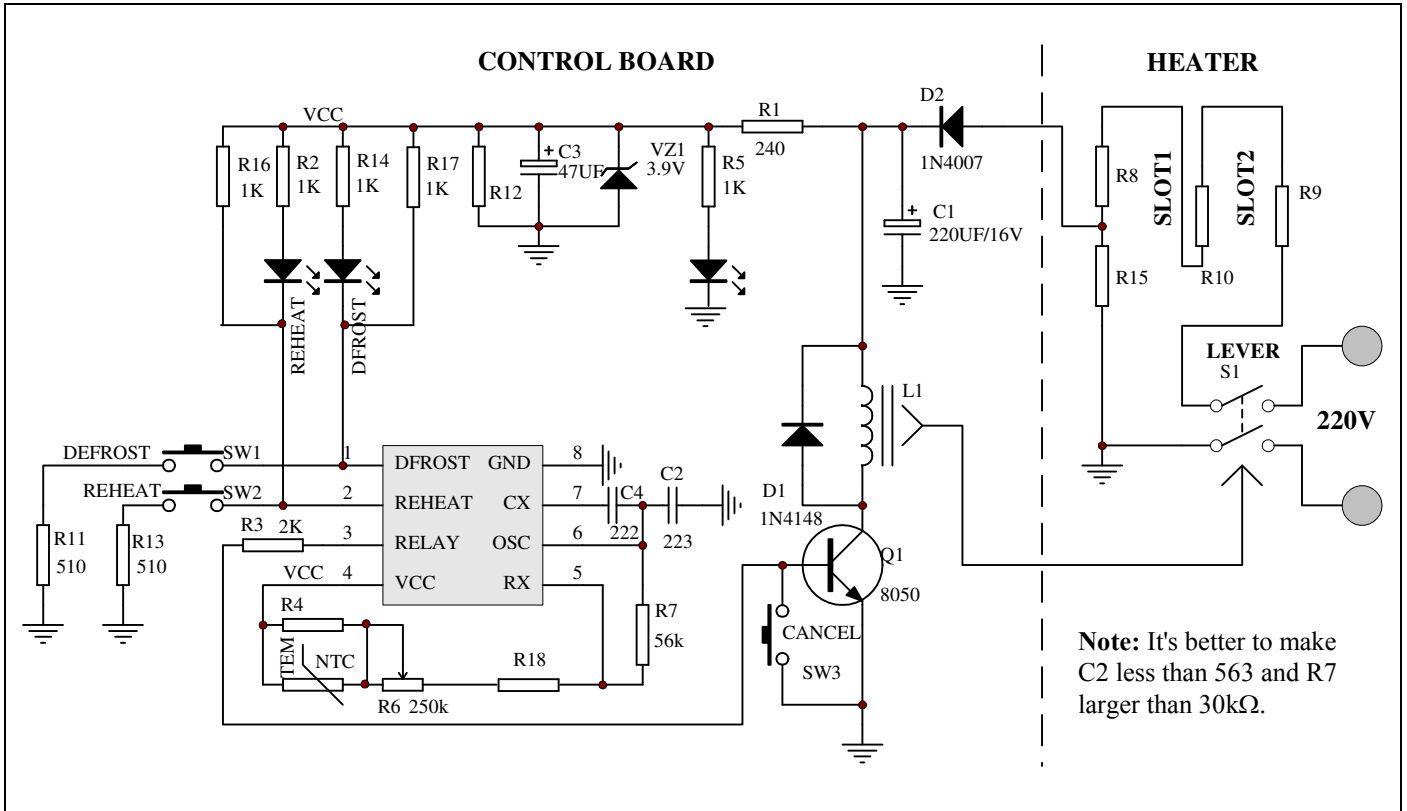 CONTROL BOARD
HEATER
VCC
R16
1K
R2
1K
R14
1K
R17
1K
R12
C3
47UF
VZ1
3.9V
R5
1K
R1
240
D2
1N4007
C1
220UF/16V
R8
SLOT1
SLOT2
R9
R10
R15
REHEAT
DFROST
LEVER
S1
220V
L1
DEFROST
SW1
REHEAT
SW2
R11
510
R13
510
R3 2K
1 DFROST GND 8
2 REHEAT CX 7
3 RELAY OSC 6
4 VCC RX 5
VCC
C4
222
C2
223
D1
1N4148
Q1
8050
R4
TEM
NTC
R6 250k
R18
R7
56k
CANCEL
SW3
Note: It's better to make
C2 less than 563 and R7
larger than 30kΩ.